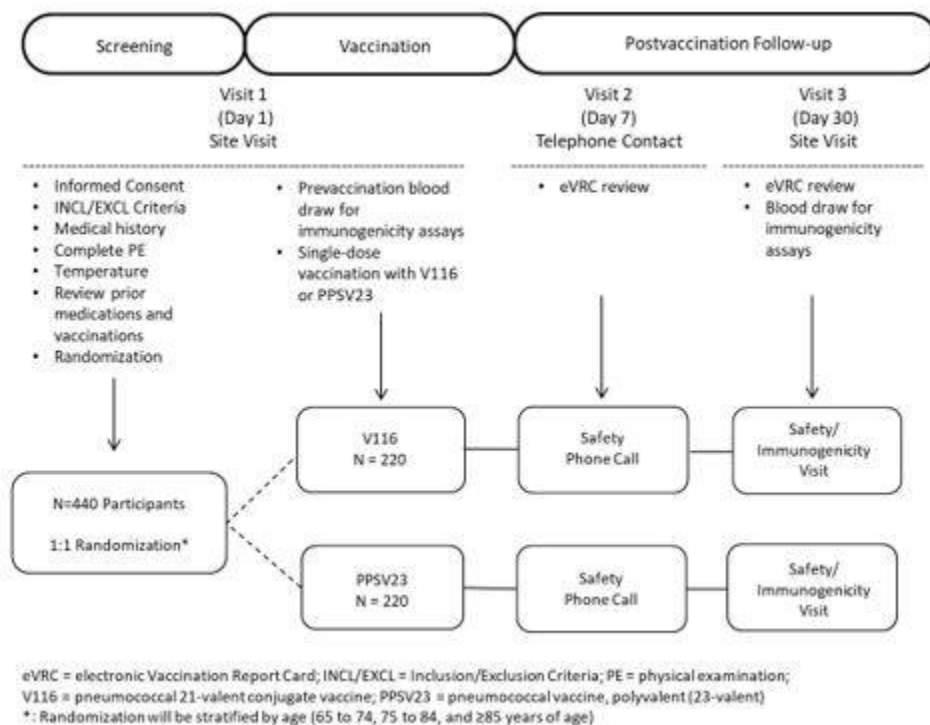 Screening
Vaccination
Postvaccination Follow-up
Visit 1
(Day 1)
Site Visit
Visit 2
(Day 7)
Telephone Contact
Visit 3
(Day 30)
Site Visit
• Informed Consent
• INCL/EXCL Criteria
• Medical history
• Complete PE
• Temperature
• Review prior
medications and
vaccinations
• Randomization
• Prevaccination blood
draw for
immunogenicity assays
• Single-dose
vaccination with V116
or PPSV23
• eVRC review
• eVRC review
• Blood draw for
immunogenicity
assays
N=440 Participants
1:1 Randomization*
V116
N = 220
Safety
Phone Call
Safety/
Immunogenicity
Visit
PPSV23
N = 220
Safety
Phone Call
Safety/
Immunogenicity
Visit
eVRC = electronic Vaccination Report Card; INCL/EXCL = Inclusion/Exclusion Criteria; PE = physical examination;
V116 = pneumococcal 21-valent conjugate vaccine; PPSV23 = pneumococcal vaccine, polyvalent (23-valent)
*: Randomization will be stratified by age (65 to 74, 75 to 84, and ≥85 years of age)